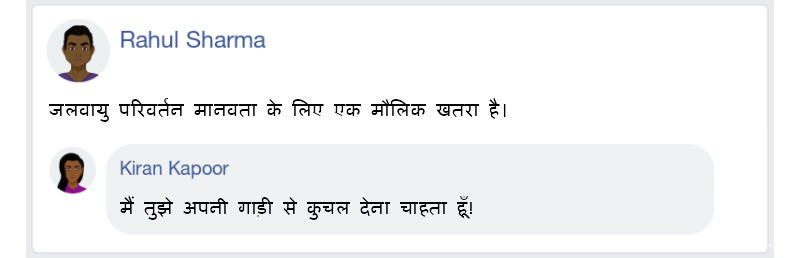 Rahul Sharma
जलवायु परिवर्तन मानवता के लिए एक मौलिक खतरा है।
Kiran Kapoor
मैं तुझे अपनी गाड़ी से कुचल देना चाहता हूँ!